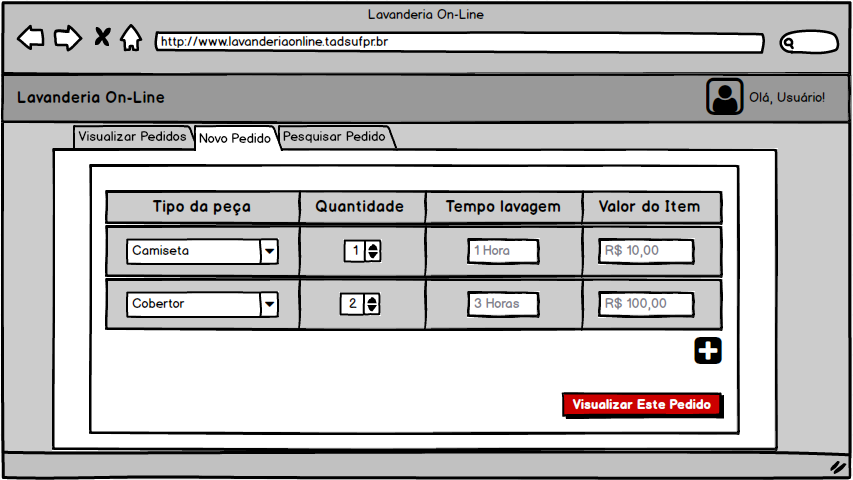 Lavanderia On-Line
http://www.lavanderiaonline.tadsufpr.br
Lavanderia On-Line
Olá, Usuário!
Visualizar Pedidos
Novo Pedido
Pesquisar Pedido
Tipo da peça
Quantidade
Tempo lavagem
Valor do Item
Camiseta
1
1 Hora
R$ 10,00
Cobertor
2
3 Horas
R$ 100,00
Visualizar Este Pedido